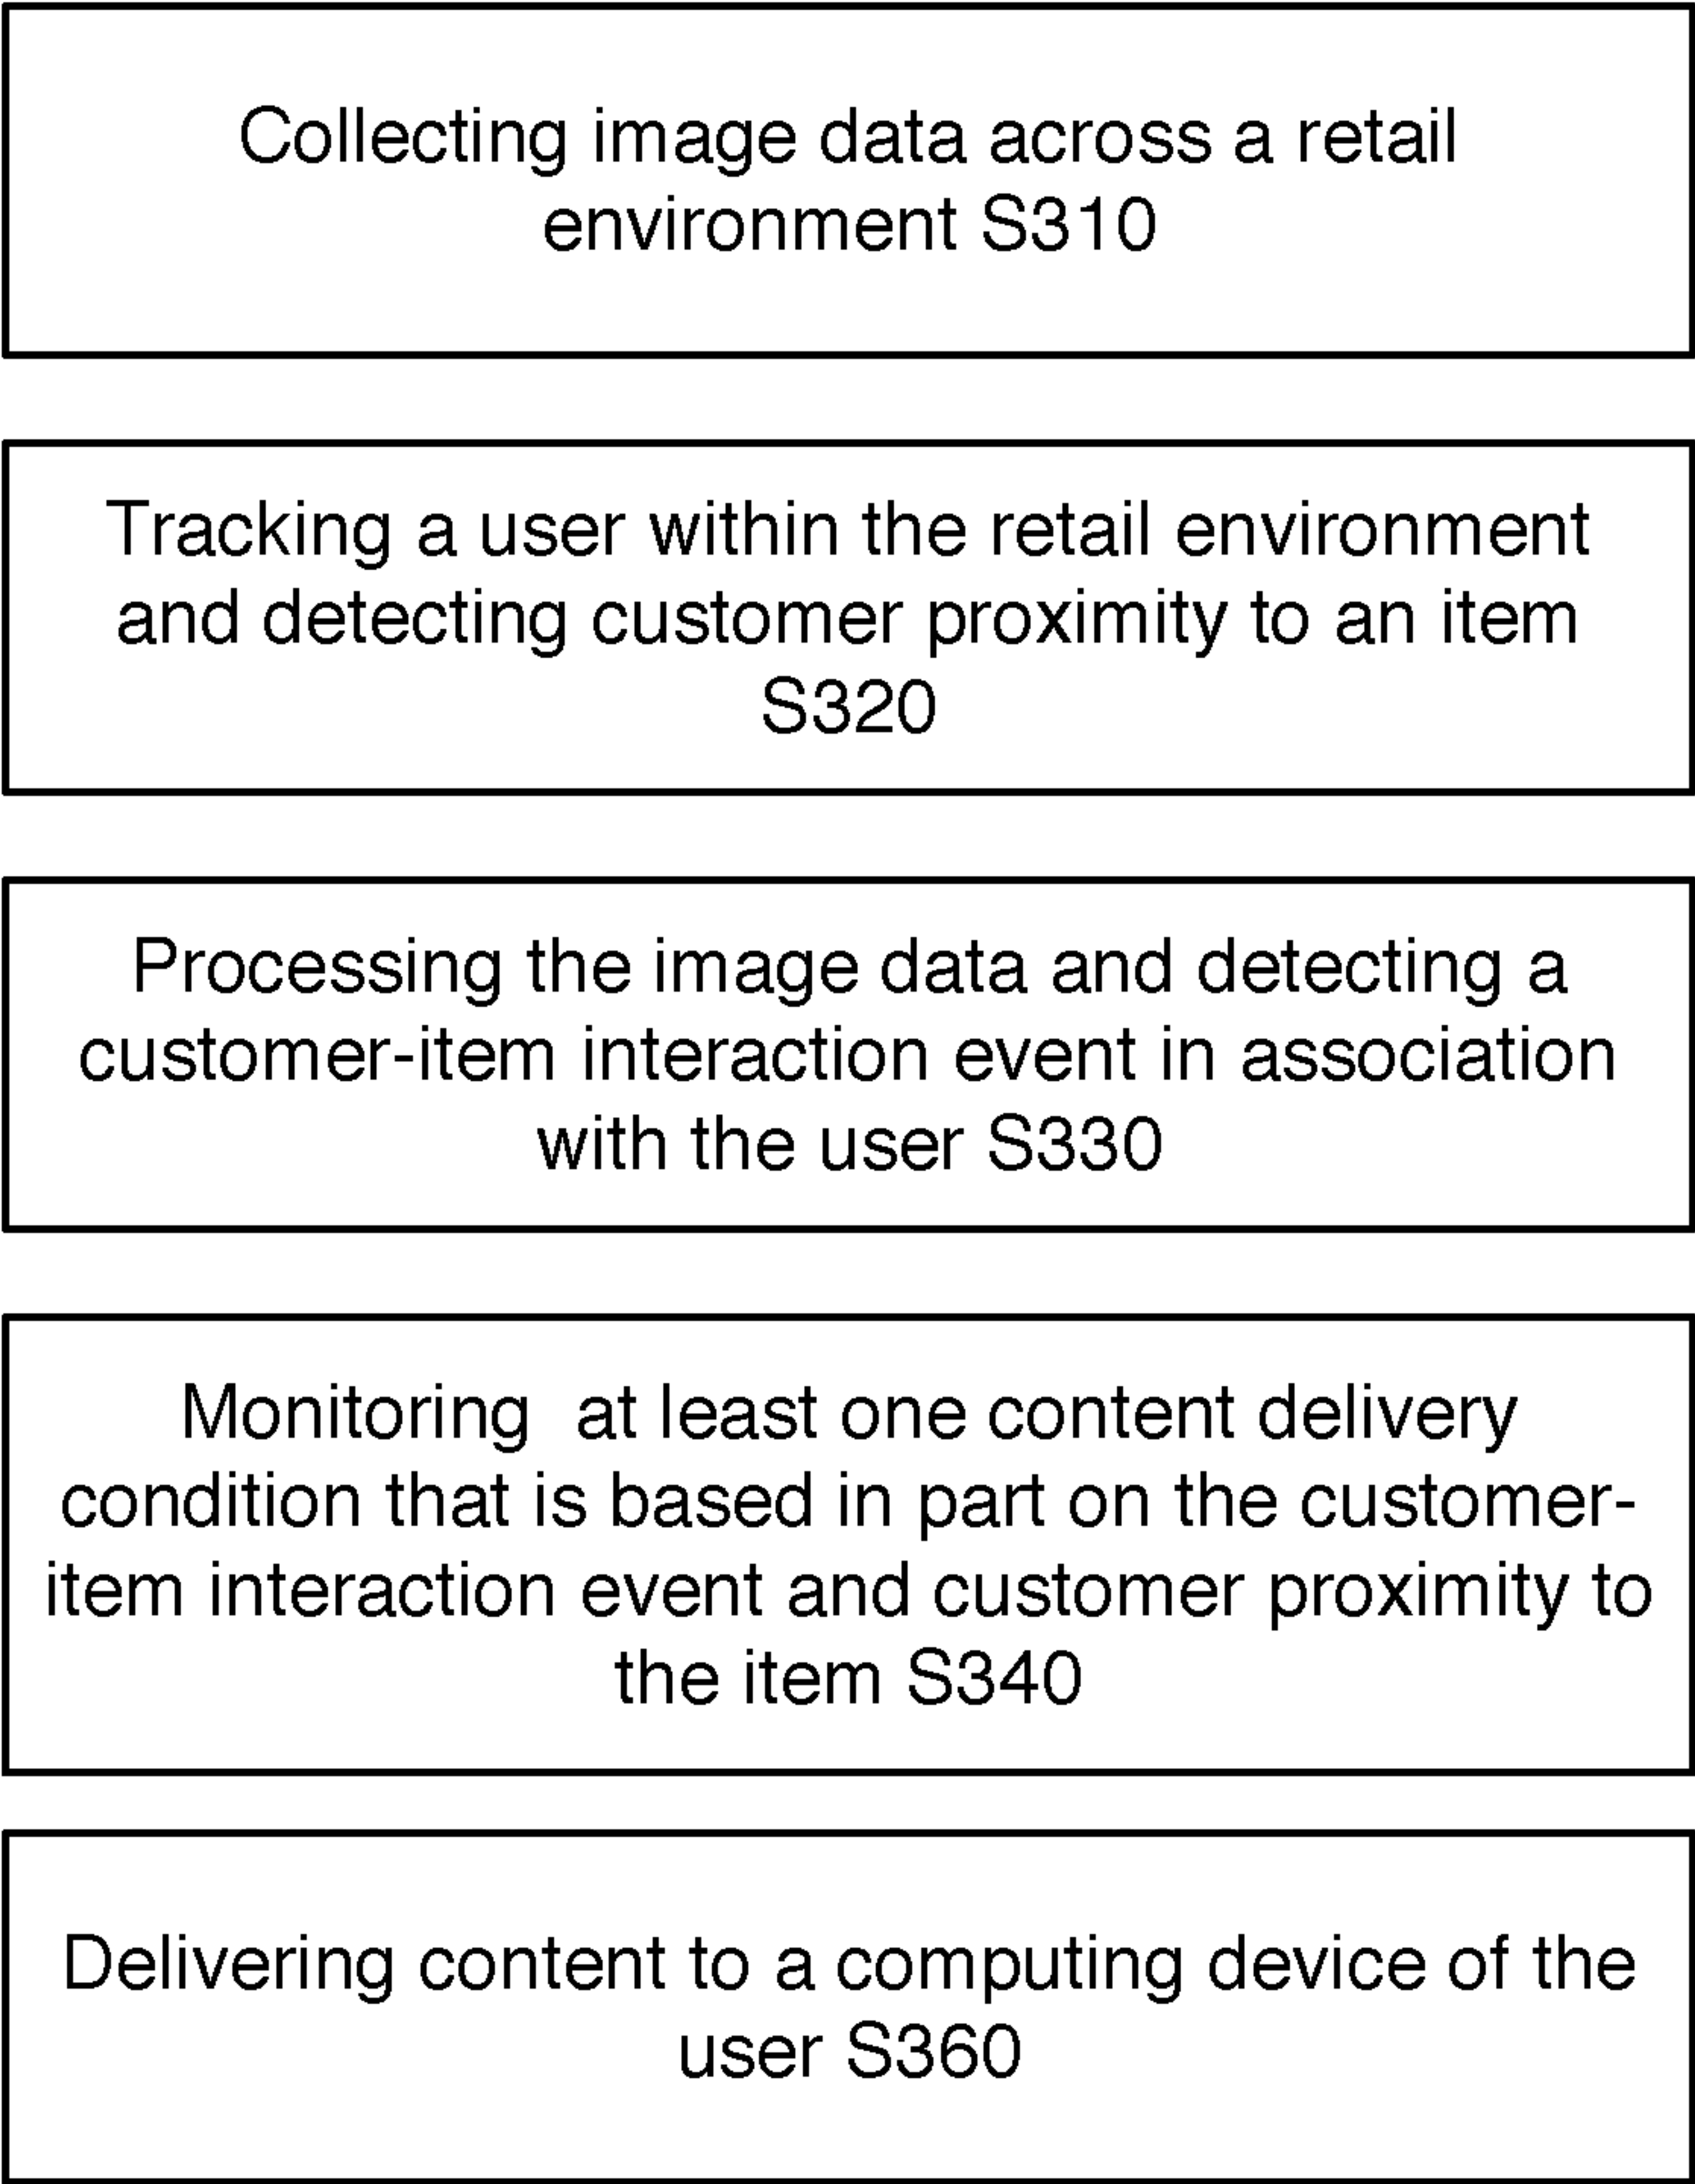 Collecting image data across a retail
environment S310
Tracking a user within the retail environment
and detecting customer proximity to an item
S320
Processing the image data and detecting a
customer-item interaction event in association
with the user S330
Monitoring  at least one content delivery
condition that is based in part on the customer-
item interaction event and customer proximity to
the item S340
Delivering content to a computing device of the
user S360